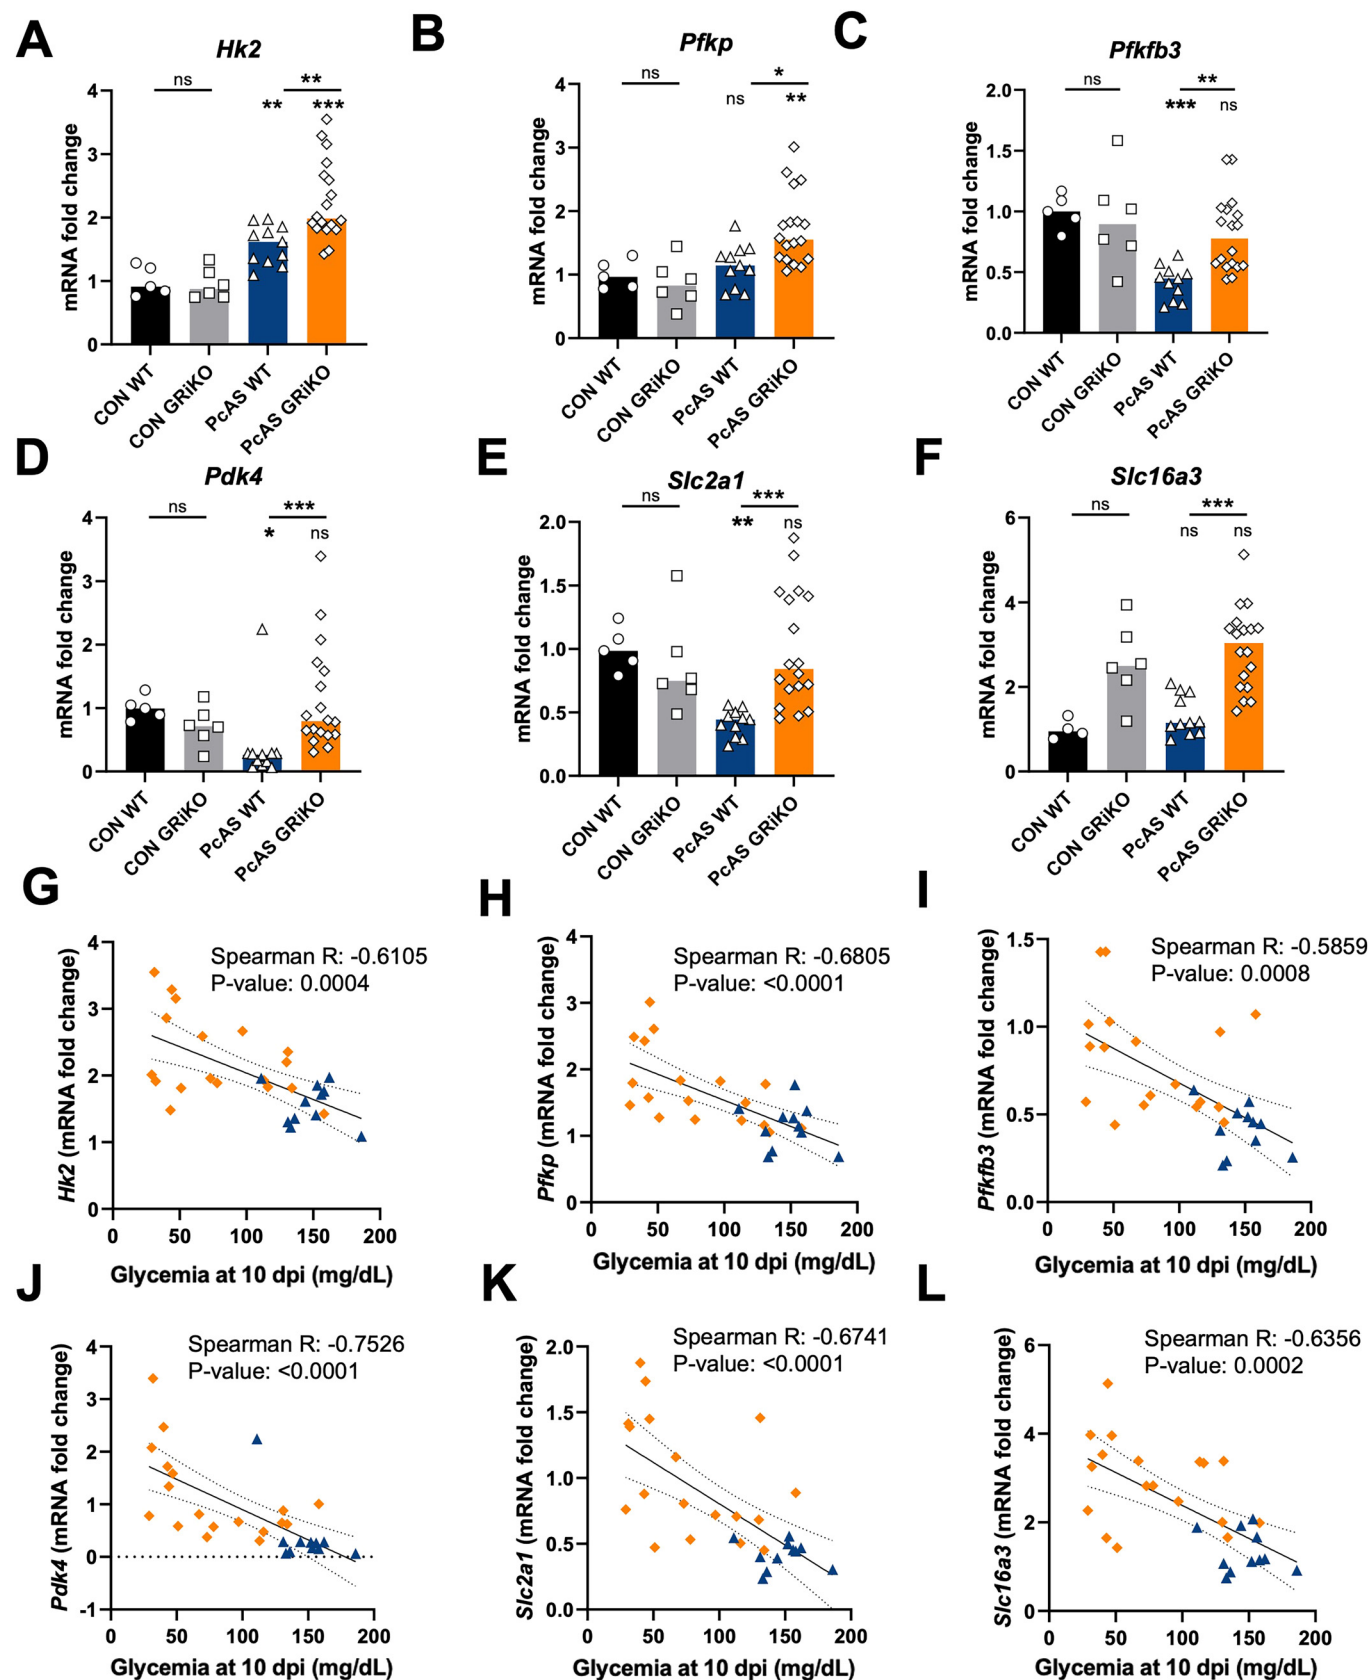 A
Hk2
ns
**
** ***
mRNA fold change
4
3
2
1
0
CON WT
CON GRiKO
PcAS WT
PcAS GRiKO
B
Pfkp
ns
*
ns **
mRNA fold change
4
3
2
1
0
CON WT
CON GRiKO
PcAS WT
PcAS GRiKO
C
Pfkfb3
ns
**
*** ns
mRNA fold change
2.0
1.5
1.0
0.5
0.0
CON WT
CON GRiKO
PcAS WT
PcAS GRiKO
D
Pdk4
ns
***
* ns
mRNA fold change
4
3
2
1
0
CON WT
CON GRiKO
PcAS WT
PcAS GRiKO
E
Slc2a1
ns
***
** ns
mRNA fold change
2.0
1.5
1.0
0.5
0.0
CON WT
CON GRiKO
PcAS WT
PcAS GRiKO
F
Slc16a3
ns
***
ns ns
mRNA fold change
6
4
2
0
CON WT
CON GRiKO
PcAS WT
PcAS GRiKO
G
Spearman R: -0.6105
P-value: 0.0004
Hk2 (mRNA fold change)
4
3
2
1
0
0 50 100 150 200
Glycemia at 10 dpi (mg/dL)
H
Spearman R: -0.6805
P-value: <0.0001
Pfkp (mRNA fold change)
4
3
2
1
0
0 50 100 150 200
Glycemia at 10 dpi (mg/dL)
I
Spearman R: -0.5859
P-value: 0.0008
Pfkfb3 (mRNA fold change)
1.5
1.0
0.5
0.0
0 50 100 150 200
Glycemia at 10 dpi (mg/dL)
J
Spearman R: -0.7526
P-value: <0.0001
Pdk4 (mRNA fold change)
4
3
2
1
0
-1
0 50 100 150 200
Glycemia at 10 dpi (mg/dL)
K
Spearman R: -0.6741
P-value: <0.0001
Slc2a1 (mRNA fold change)
2.0
1.5
1.0
0.5
0.0
0 50 100 150 200
Glycemia at 10 dpi (mg/dL)
L
Spearman R: -0.6356
P-value: 0.0002
Slc16a3 (mRNA fold change)
6
4
2
0
0 50 100 150 200
Glycemia at 10 dpi (mg/dL)